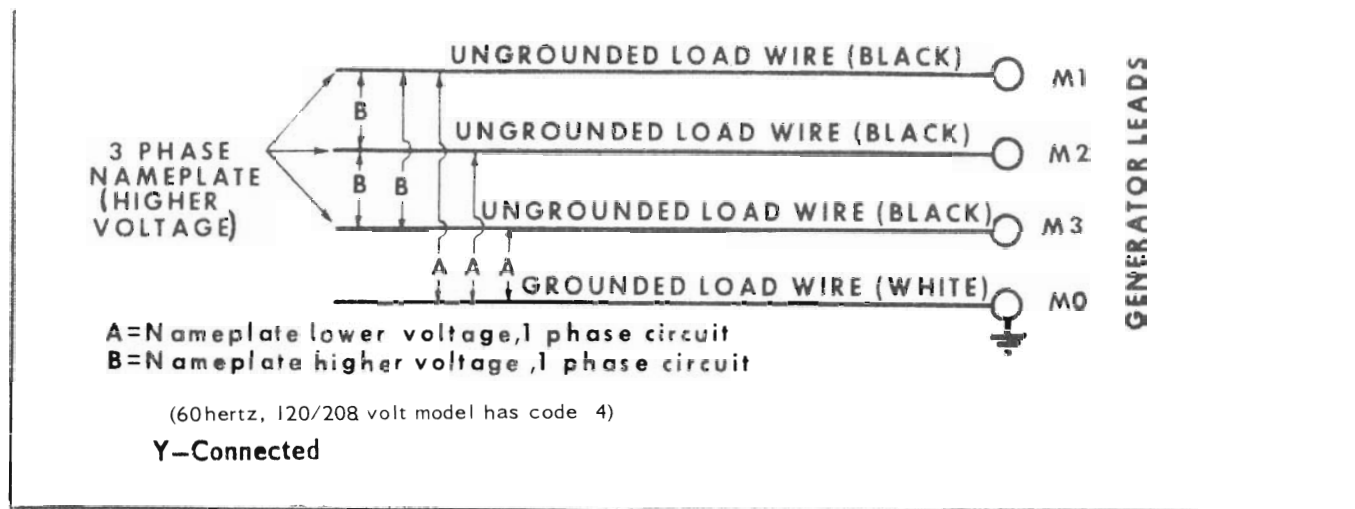 UNGROUNDED LOAD WIRE (BLACK)
M1
B
UNGROUNDED LOAD WIRE (BLACK)
M2
3 PHASE
NAMEPLATE
(HIGHER
VOLTAGE)
B
B
UNGROUNDED LOAD WIRE (BLACK)
M3
A A A
GROUNDED LOAD WIRE (WHITE)
M0
GENERATOR LEADS
A=Nameplate lower voltage,1 phase circuit
B=Nameplate higher voltage ,1 phase circuit
(60hertz, 120/208 volt model has code 4)
Y-Connected